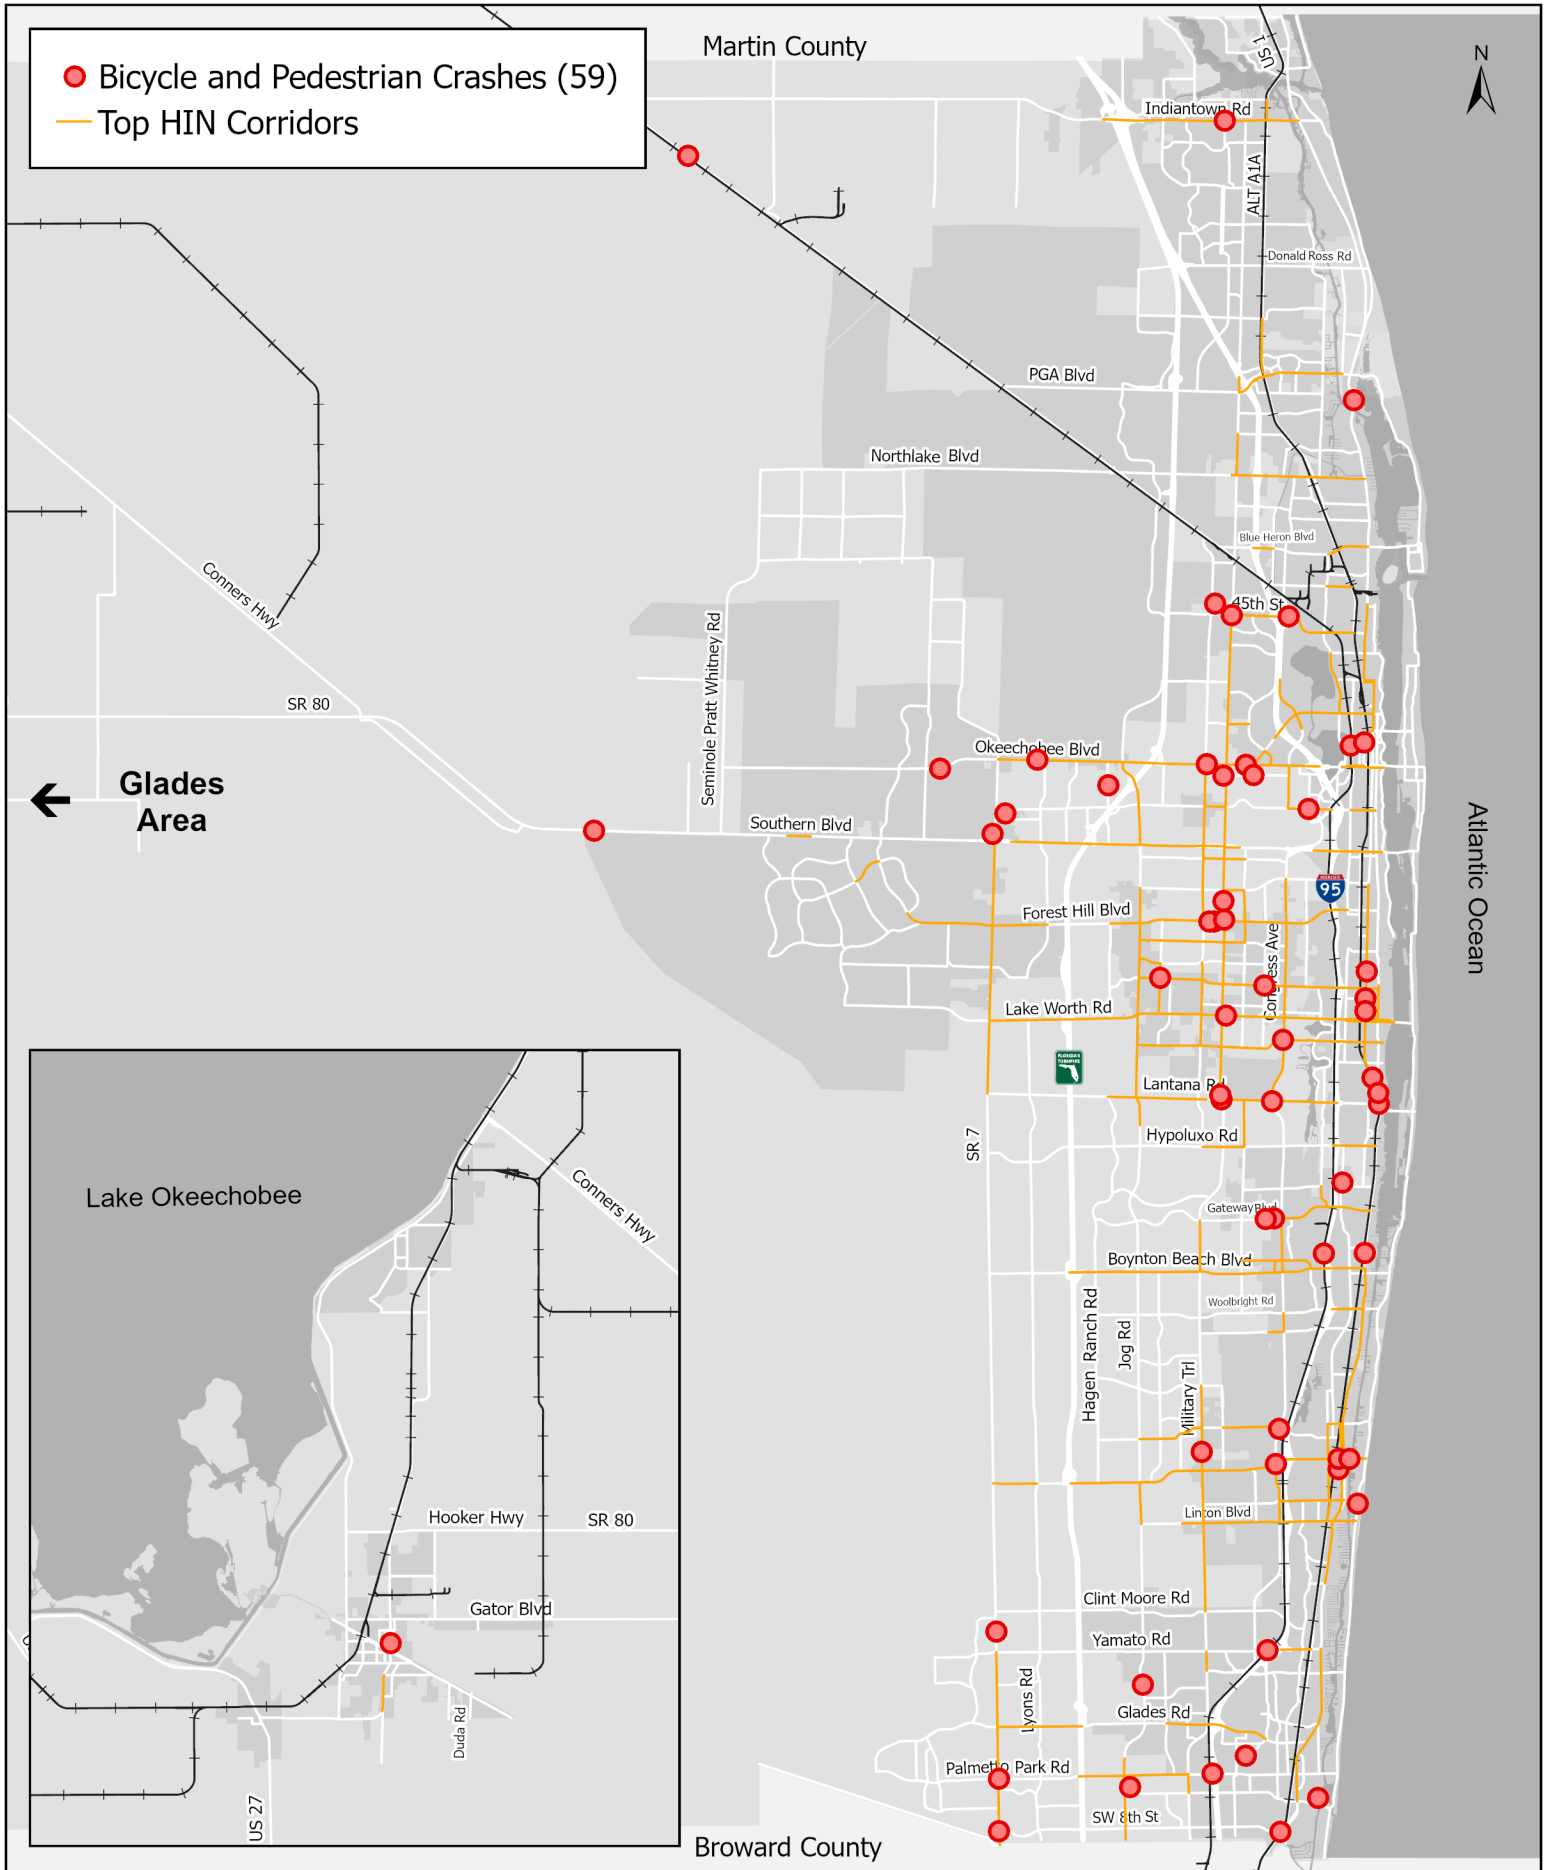 Martin County
N
Bicycle and Pedestrian Crashes (59)
Top HIN Corridors
US 1
Indiantown Rd
ALT A1A
Donald Ross Rd
PGA Blvd
Northlake Blvd
Blue Heron Blvd
Conners Hwy
45th St
Seminole Pratt Whitney Rd
SR 80
Okeechobee Blvd
Glades
Area
Southern Blvd
Atlantic Ocean
INTERSTATE
95
Forest Hill Blvd
Congress Ave
Lake Worth Rd
FLORIDA'S
TURNPIKE
Lantana Rd
SR 7
Hypoluxo Rd
Lake Okeechobee
Conners Hwy
Gateway Blvd
Boynton Beach Blvd
Woolbright Rd
Hagen Ranch Rd
Jog Rd
Military Trl
Hooker Hwy
SR 80
Linton Blvd
Clint Moore Rd
Gator Blvd
Yamato Rd
Lyons Rd
Glades Rd
Duda Rd
Palmetto Park Rd
US 27
SW 8th St
Broward County